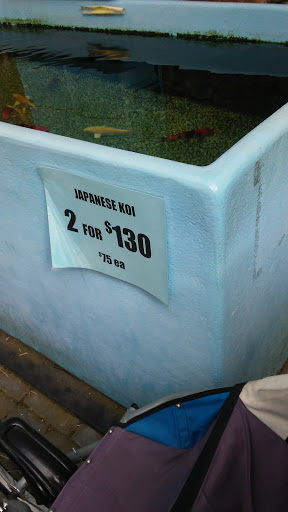 JAPANESE KOI
2 FOR $130
$75 ea